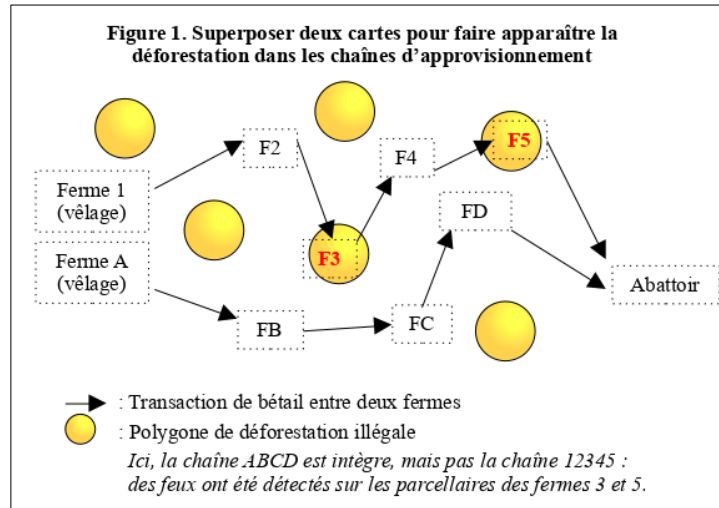 Figure 1. Superposer deux cartes pour faire apparaître la
déforestation dans les chaînes d’approvisionnement
F2
F4
F5
Ferme 1
(vêlage)
FD
F3
Ferme A
(vêlage)
Abattoir
FB
FC
: Transaction de bétail entre deux fermes
: Polygone de déforestation illégale
Ici, la chaîne ABCD est intègre, mais pas la chaîne 12345 :
des feux ont été détectés sur les parcellaires des fermes 3 et 5.